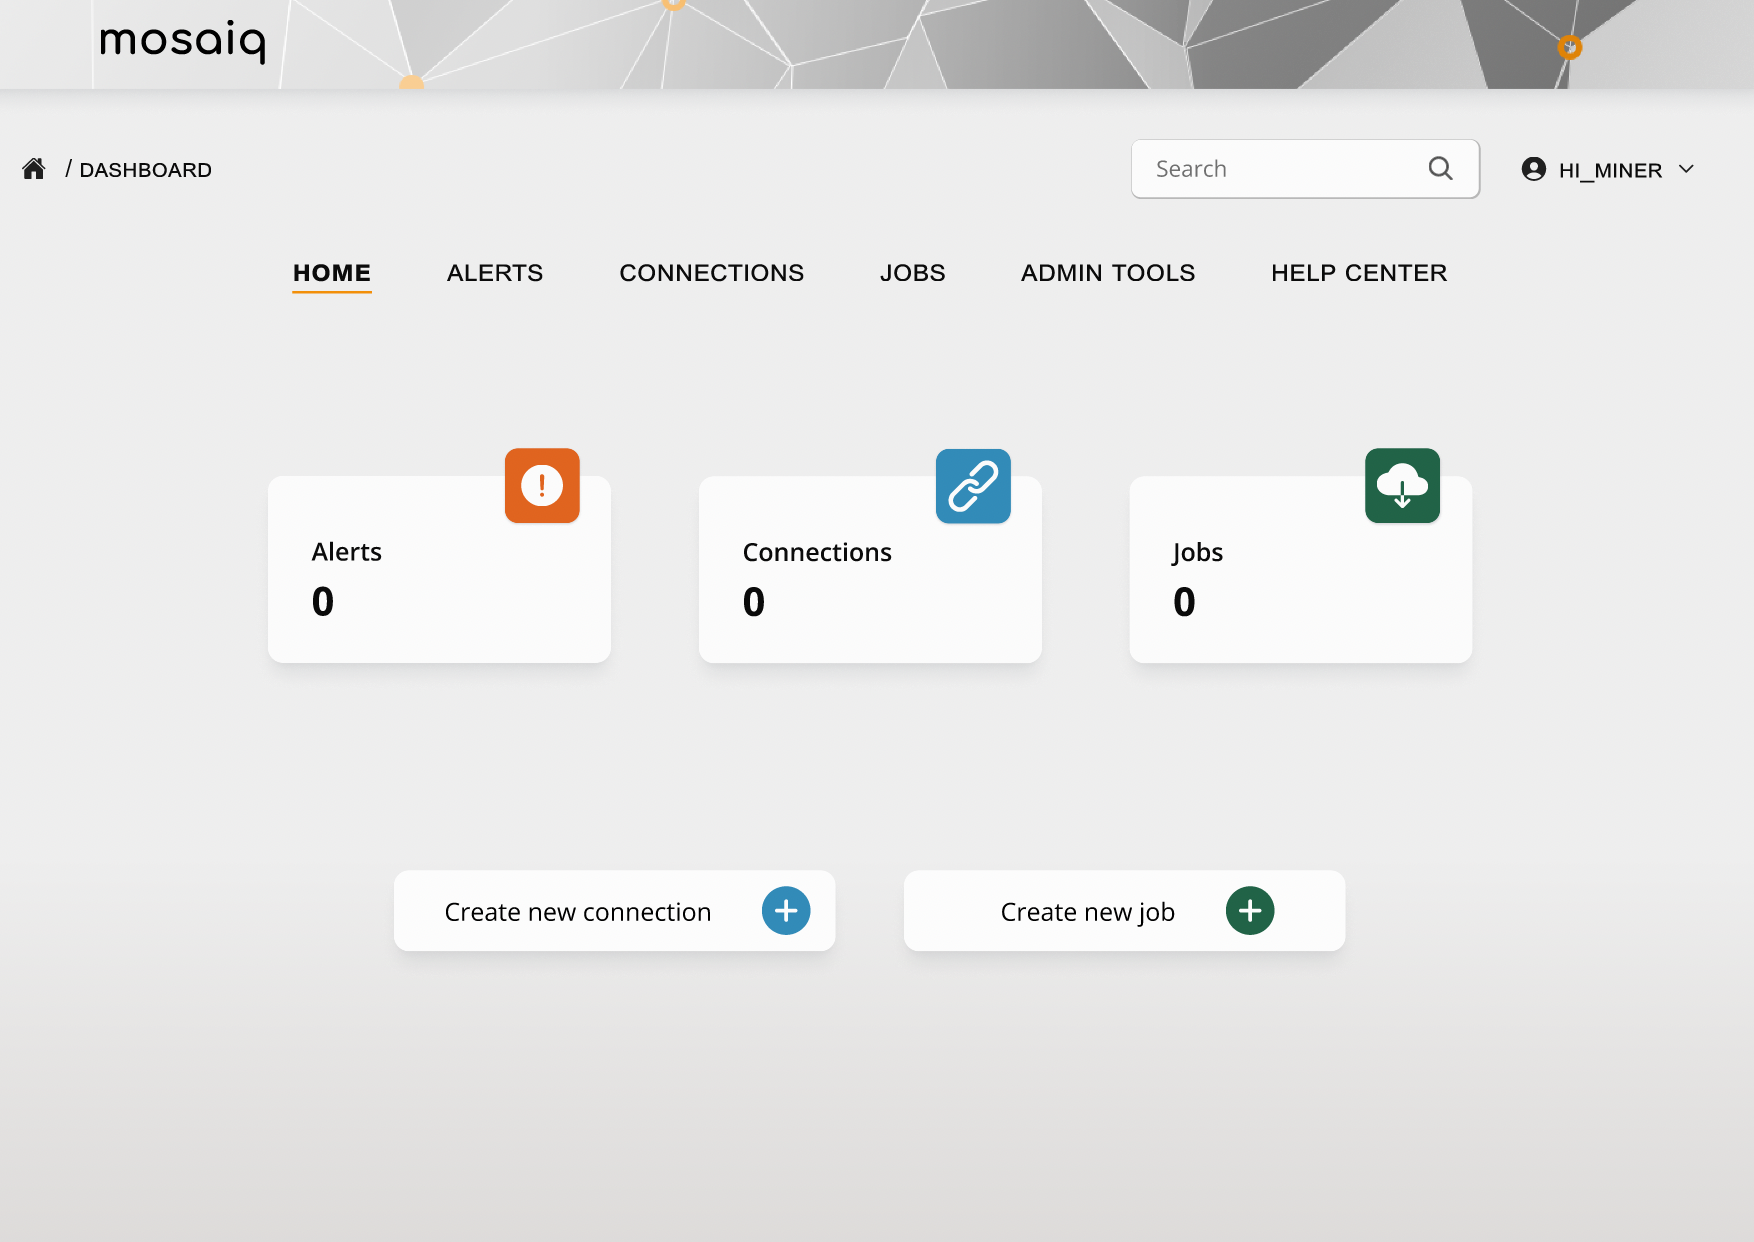 mosaiq
/ DASHBOARD
Search
HI_MINER
HOME ALERTS CONNECTIONS JOBS ADMIN TOOLS HELP CENTER
Alerts
0
Connections
0
Jobs
0
Create new connection
Create new job